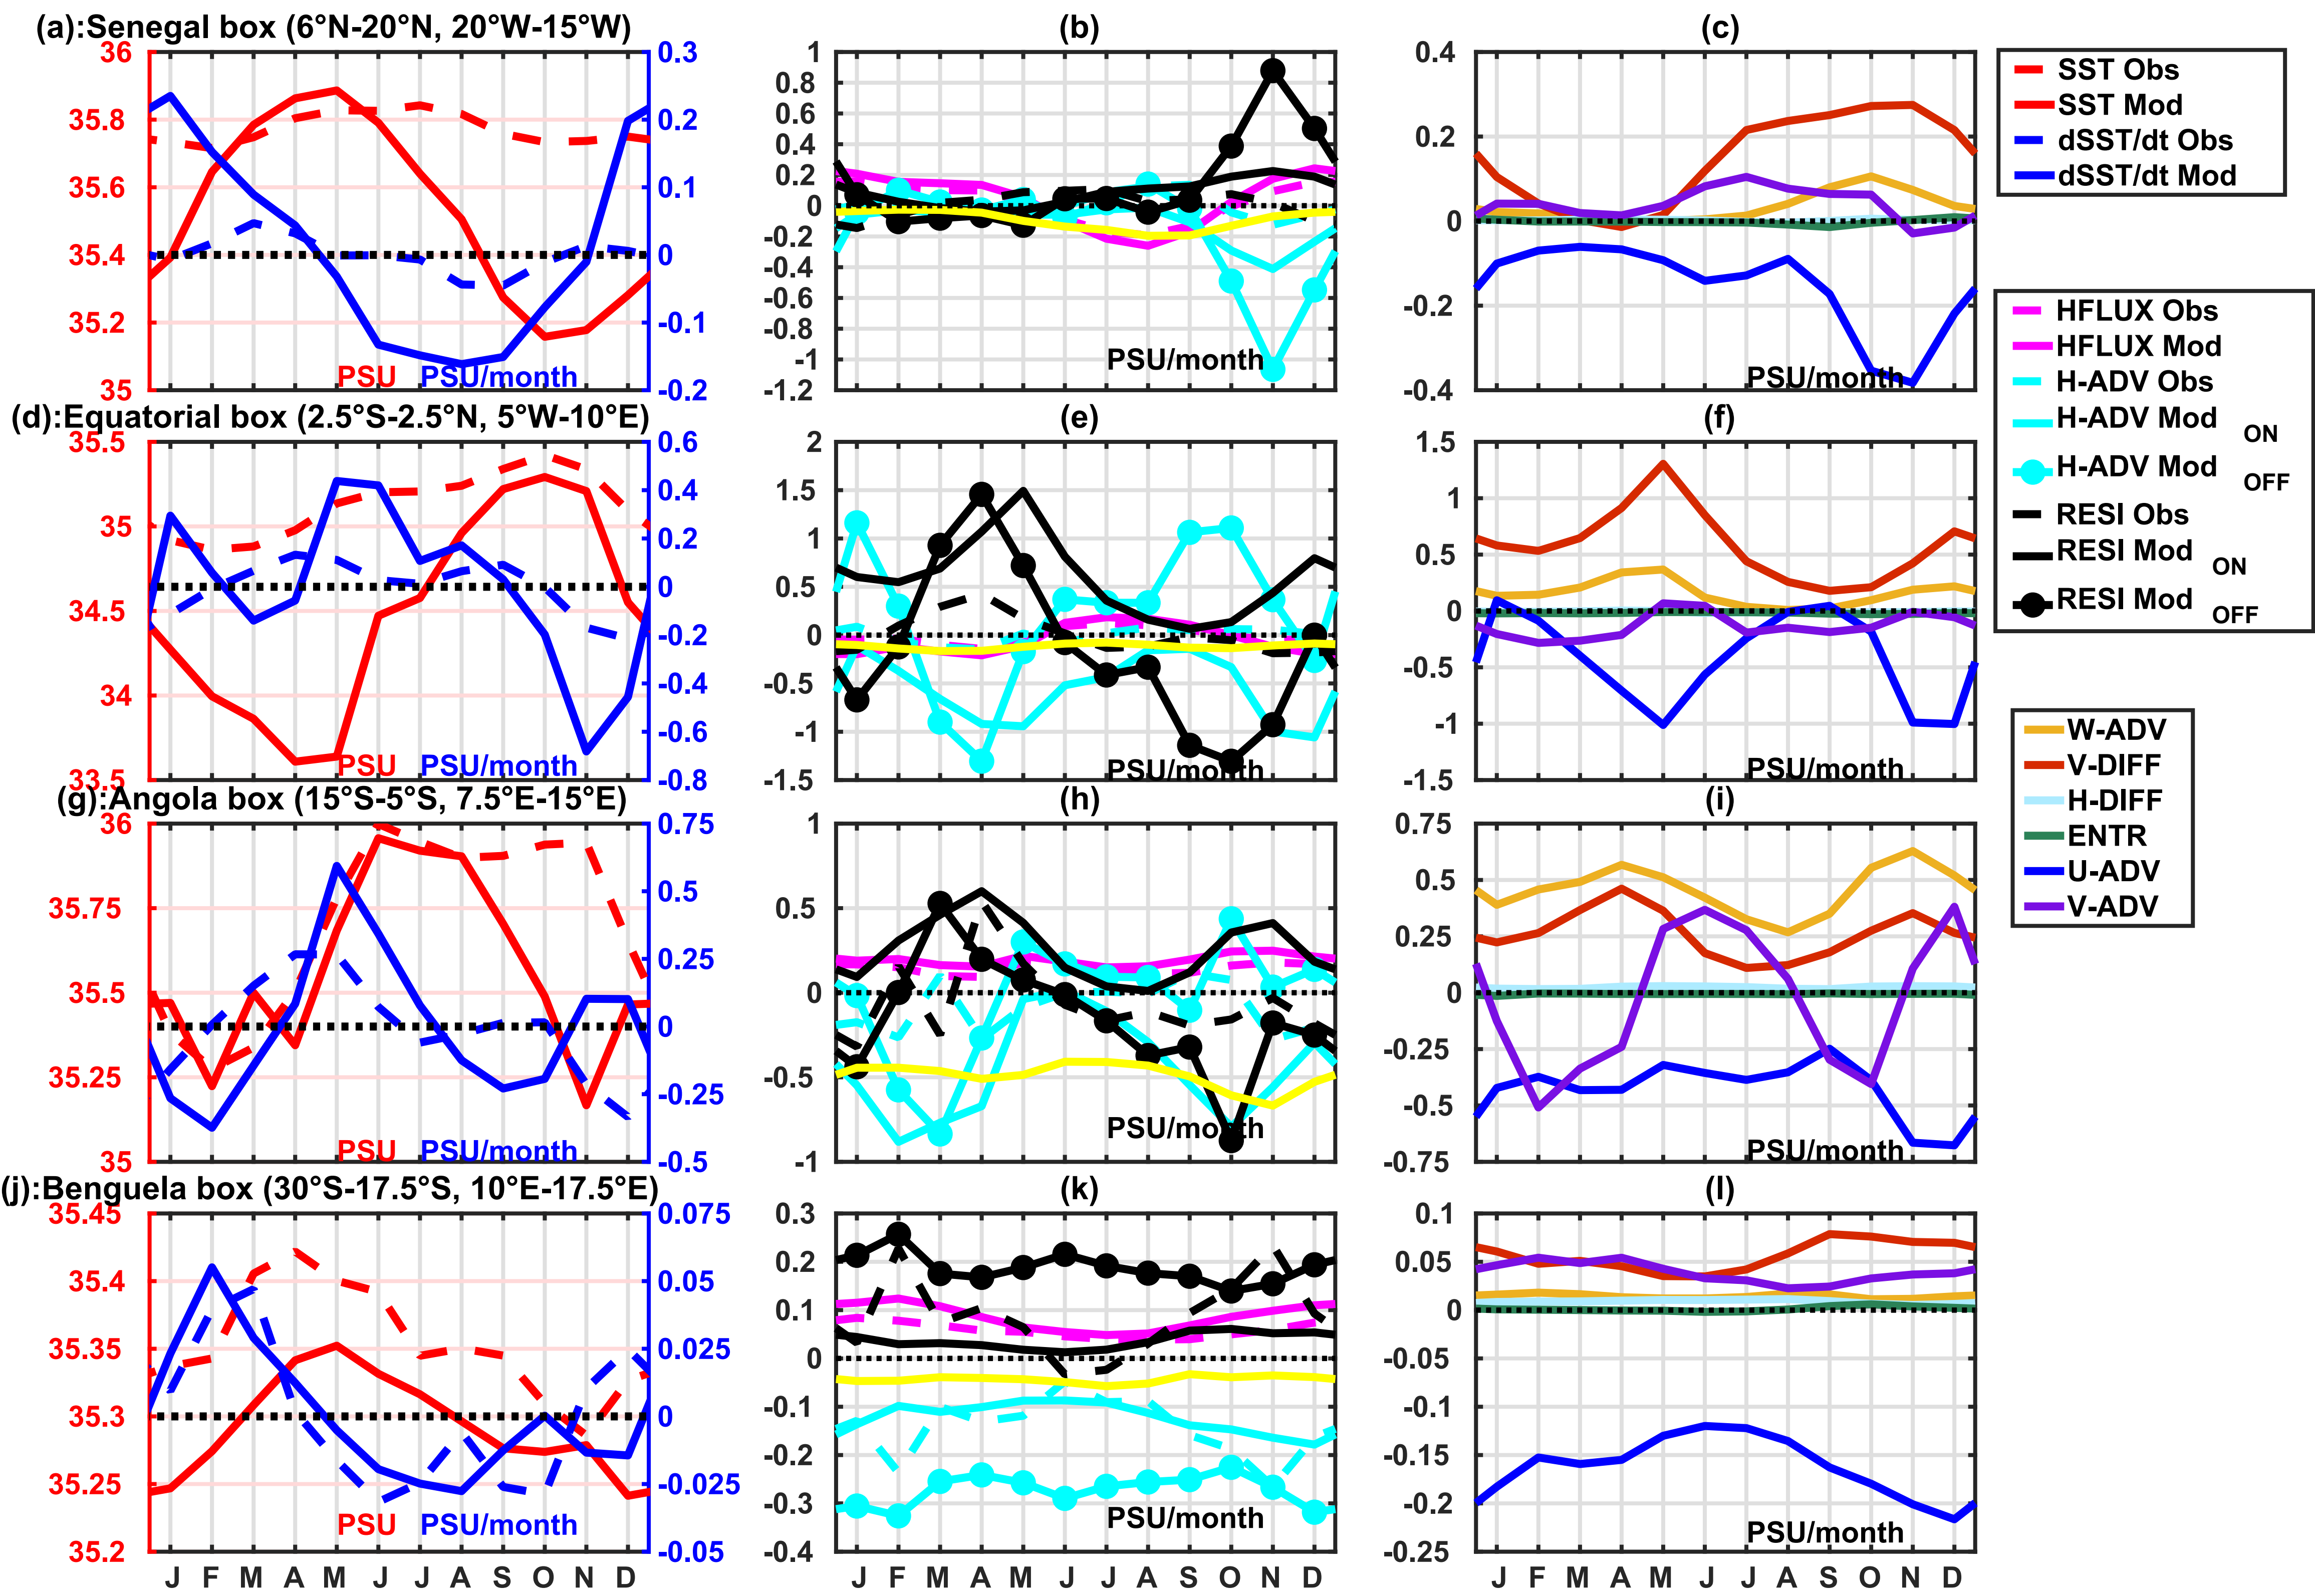 (a):Senegal box (6°N-20°N, 20°W-15°W)
36
35.8
35.6
35.4
35.2
35
0.3
0.2
0.1
0
-0.1
-0.2
PSU PSU/month
(b)
1
0.8
0.6
0.4
0.2
0
-0.2
-0.4
-0.6
-0.8
-1
-1.2
PSU/month
(c)
0.4
0.2
0
-0.2
-0.4
PSU/month
SST Obs
SST Mod
dSST/dt Obs
dSST/dt Mod
(d):Equatorial box (2.5°S-2.5°N, 5°W-10°E)
35.5
35
34.5
34
33.5
0.6
0.4
0.2
0
-0.2
-0.4
-0.6
-0.8
PSU PSU/month
(e)
2
1.5
1
0.5
0
-0.5
-1
-1.5
PSU/month
(f)
1.5
1
0.5
0
-0.5
-1
-1.5
PSU/month
HFLUX Obs
HFLUX Mod
H-ADV Obs
H-ADV Mod ON
H-ADV Mod OFF
RESI Obs
RESI Mod ON
RESI Mod OFF
(g):Angola box (15°S-5°S, 7.5°E-15°E)
36
35.75
35.5
35.25
35
0.75
0.5
0.25
0
-0.25
-0.5
PSU PSU/month
(h)
1
0.5
0
-0.5
-1
PSU/month
(i)
0.75
0.5
0.25
0
-0.25
-0.5
-0.75
PSU/month
W-ADV
V-DIFF
H-DIFF
ENTR
U-ADV
V-ADV
(j):Benguela box (30°S-17.5°S, 10°E-17.5°E)
35.45
35.4
35.35
35.3
35.25
35.2
0.075
0.05
0.025
0
-0.025
-0.05
PSU PSU/month
J F M A M J J A S O N D
(k)
0.3
0.2
0.1
0
-0.1
-0.2
-0.3
-0.4
PSU/month
J F M A M J J A S O N D
(l)
0.1
0.05
0
-0.05
-0.1
-0.15
-0.2
-0.25
PSU/month
J F M A M J J A S O N D